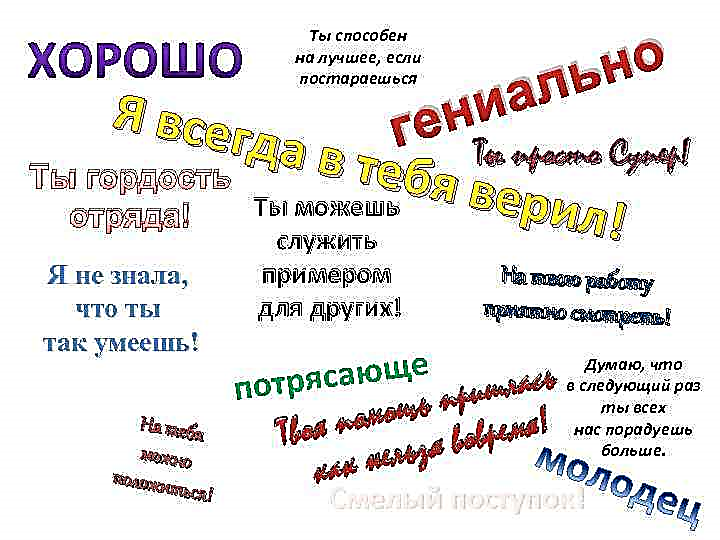 Ты способен
на лучшее, если
постараешься
ХОРОШО
гениально
Я всегда в тебя верил!
Ты просто Супер!
Ты гордость
отряда!
Ты можешь
служить
примером
для других!
Я не знала,
что ты
так умеешь!
На твою работу
приятно смотреть!
потрясающе
Думаю, что
в следующий раз
ты всех
нас порадуешь
больше.
Твоя помощь пришлась
как нельзя вовремя!
На тебя
можно
положиться!
молодец
Смелый поступок!